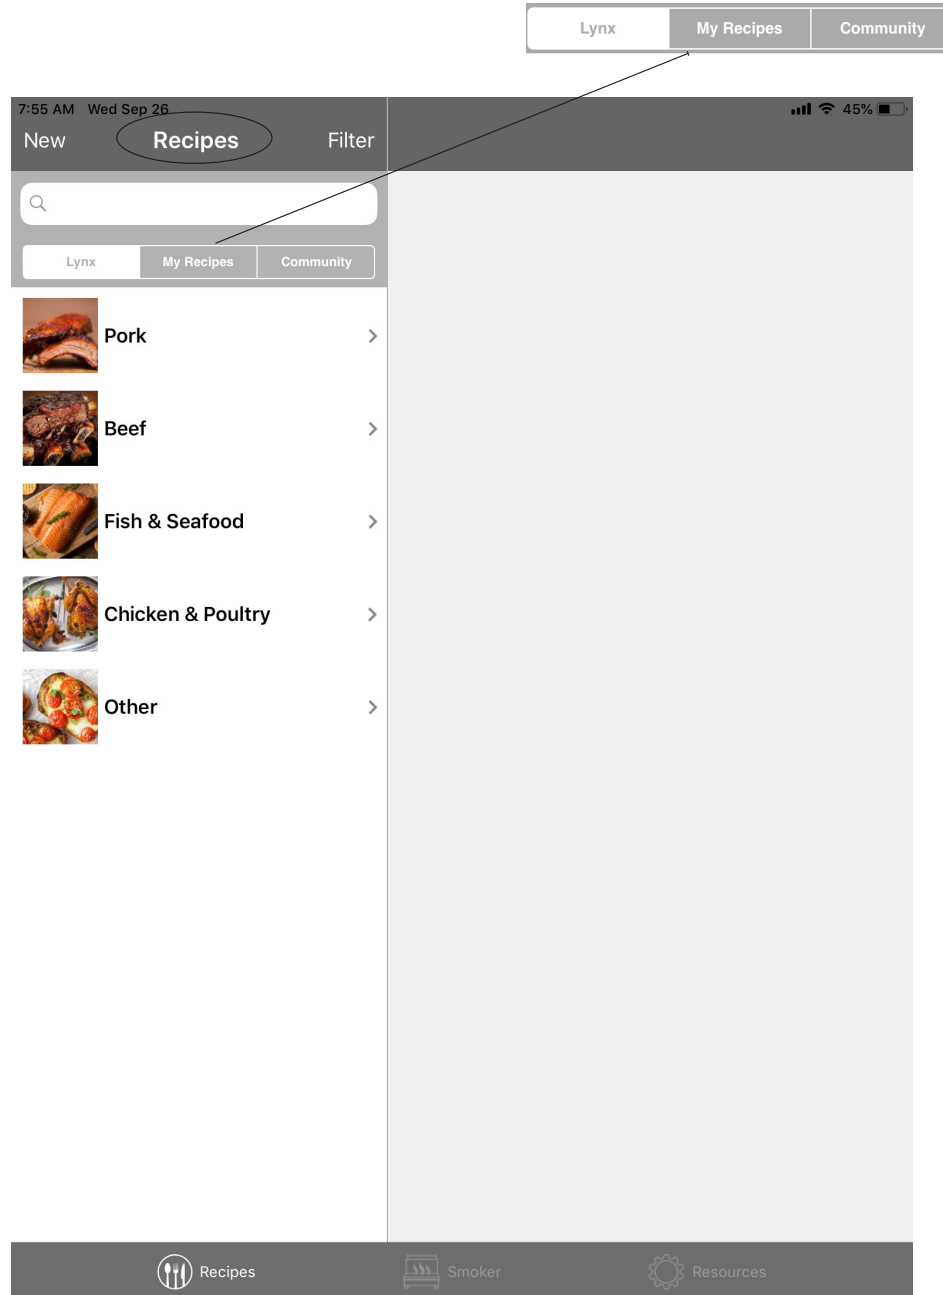 Lynx My Recipes Community
7:55 AM Wed Sep 26 45%
New Recipes Filter
Lynx My Recipes Community
Pork
Beef
Fish & Seafood
Chicken & Poultry
Other
Recipes Smoker Resources